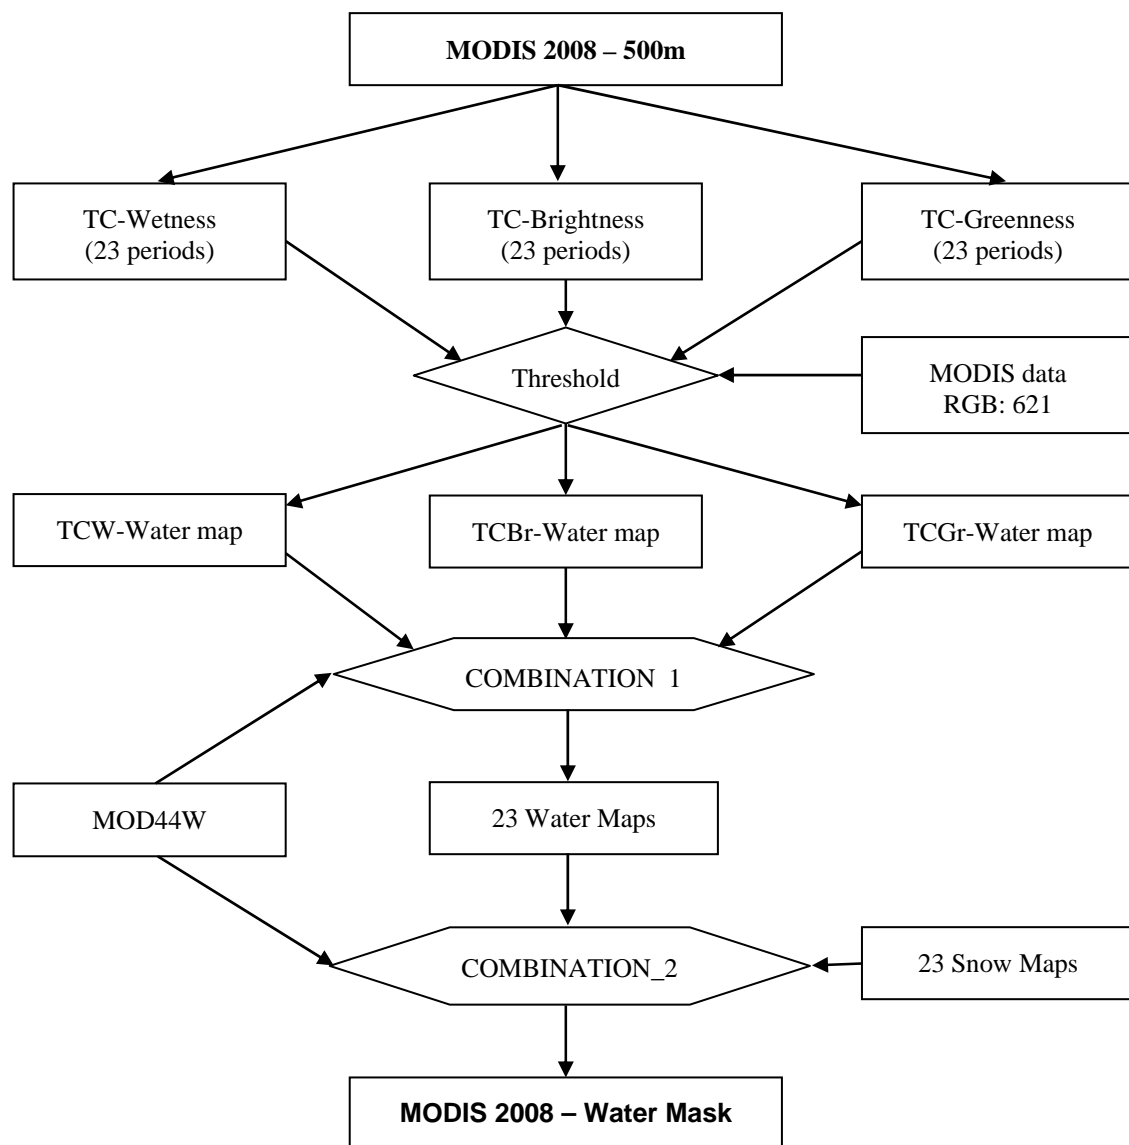 MODIS 2008 – 500m
TC-Wetness
(23 periods)
TC-Brightness
(23 periods)
TC-Greenness
(23 periods)
Threshold
MODIS data
RGB: 621
TCW-Water map
TCBr-Water map
TCGr-Water map
COMBINATION_1
MOD44W
23 Water Maps
COMBINATION_2
23 Snow Maps
MODIS 2008 – Water Mask